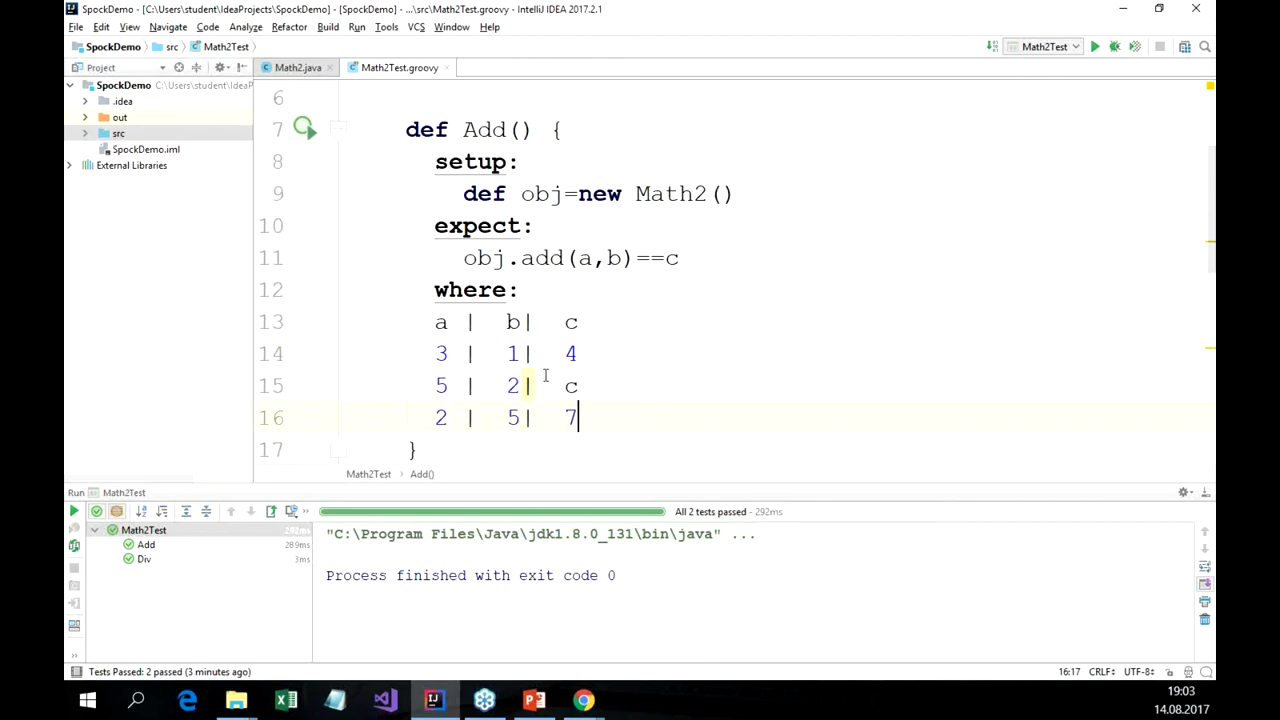 SpockDemo - [C:\Users\student\IdeaProjects\SpockDemo] - [SpockDemo] - ...\src\Math2Test.groovy - IntelliJ IDEA 2017.2.1
File Edit View Navigate Code Analyze Refactor Build Run Tools VCS Window Help
SpockDemo src Math2Test Math2Test
Project Math2.java Math2Test.groovy
SpockDemo C:\Users\student\IdeaP
.idea
out
src
SpockDemo.iml
External Libraries
6
7 def Add() {
8 setup:
9 def obj=new Math2()
10 expect:
11 obj.add(a,b)==c
12 where:
13 a | b| c
14 3 | 1| 4
15 5 | 2| c
16 2 | 5| 7
17 }
Math2Test Add()
Run Math2Test
All 2 tests passed - 292ms
Math2Test 292ms
Add 289ms
Div 3ms
"C:\Program Files\Java\jdk1.8.0_131\bin\java" ...
Process finished with exit code 0
Tests Passed: 2 passed (3 minutes ago) 16:17 CRLF UTF-8
19:03
14.08.2017